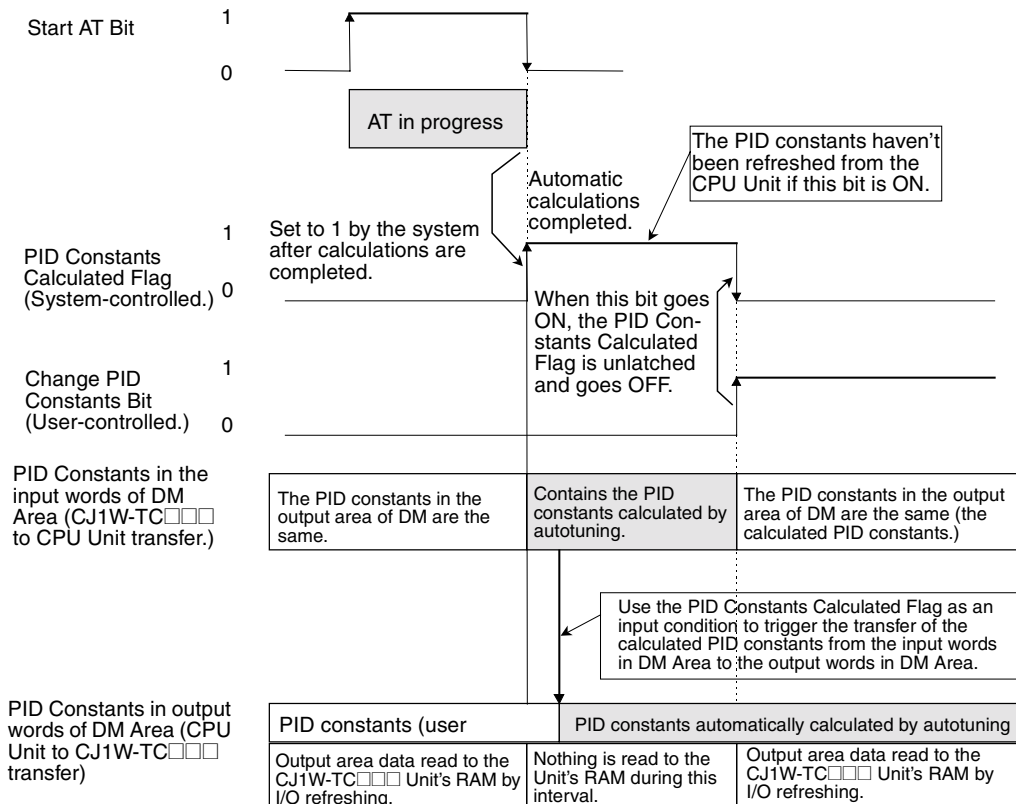 Start AT Bit
1
0
AT in progress
The PID constants haven't
been refreshed from the
CPU Unit if this bit is ON.
Automatic
calculations
completed.
Set to 1 by the system
after calculations are
completed.
PID Constants
Calculated Flag
(System-controlled.)
1
0
When this bit goes
ON, the PID Con-
stants Calculated
Flag is unlatched
and goes OFF.
Change PID
Constants Bit
(User-controlled.)
1
0
PID Constants in the
input words of DM
Area (CJ1W-TC□□□
to CPU Unit transfer.)
The PID constants in the
output area of DM are the
same.
Contains the PID
constants calculated by
autotuning.
The PID constants in the output
area of DM are the same (the
calculated PID constants.)
Use the PID Constants Calculated Flag as an
input condition to trigger the transfer of the
calculated PID constants from the input words
in DM Area to the output words in DM Area.
PID Constants in output
words of DM Area (CPU
Unit to CJ1W-TC□□□
transfer)
PID constants (user
PID constants automatically calculated by autotuning
Output area data read to the
CJ1W-TC□□□ Unit's RAM by
I/O refreshing.
Nothing is read to the
Unit's RAM during this
interval.
Output area data read to the
CJ1W-TC□□□ Unit's RAM by
I/O refreshing.